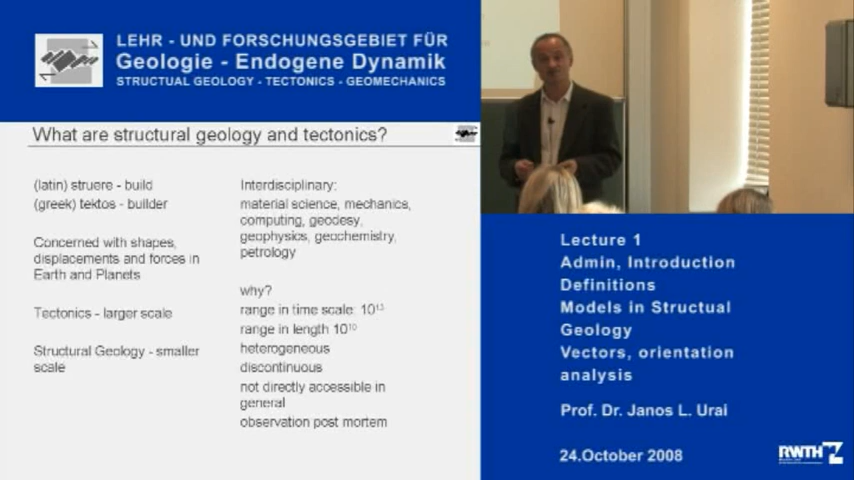 LEHR - UND FORSCHUNGSGEBIET FÜR
Geologie - Endogene Dynamik
STRUCTURAL GEOLOGY - TECTONICS - GEOMECHANICS
What are structural geology and tectonics?
(latin) struere - build
(greek) tektos - builder
Concerned with shapes,
displacements and forces in
Earth and Planets
Tectonics - larger scale
Structural Geology - smaller
scale
Interdisciplinary:
material science, mechanics,
computing, geodesy,
geophysics, geochemistry,
petrology
why?
range in time scale: 10¹³
range in length 10¹⁰
heterogeneous
discontinuous
not directly accessible in
general
observation post mortem
Lecture 1
Admin, Introduction
Definitions
Models in Structual
Geology
Vectors, orientation
analysis
Prof. Dr. Janos L. Urai
24.October 2008
RWTH